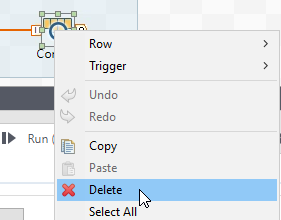 Row
Trigger
Undo
Redo
Run
Copy
Paste
Delete
Select All